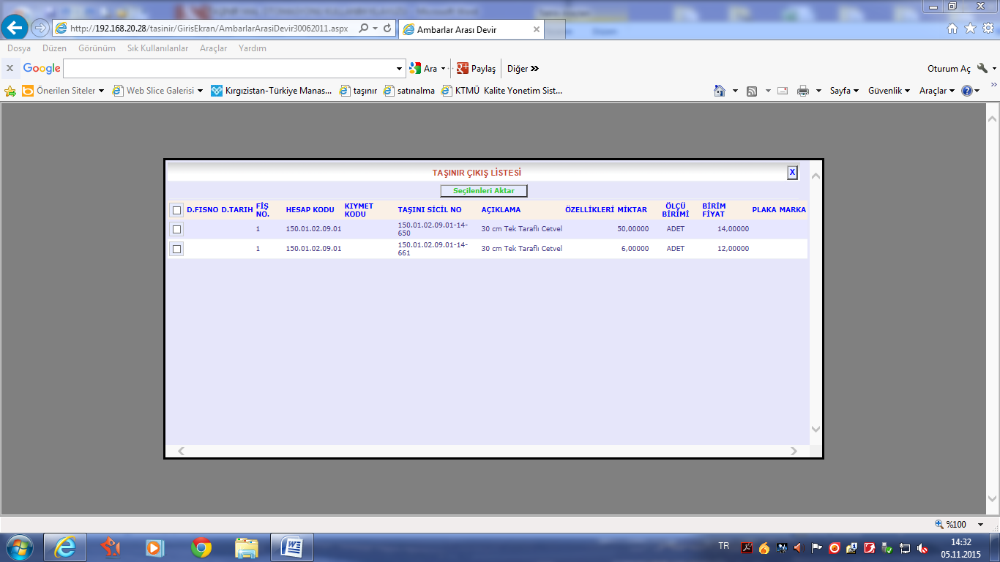 http://192.168.20.28/tasinir/GirisEkran/AmbarlarArasiDevir30062011.aspx
Ambarlar Arası Devir
Dosya Düzen Görünüm Sık Kullanılanlar Araçlar Yardım
x Google Ara Paylaş Diğer Oturum Aç
Önerilen Siteler Web Slice Galerisi Kırgızistan-Türkiye Manas... taşınır satınalma KTMÜ Kalite Yonetim Sist... Sayfa Güvenlik Araçlar
TAŞINIR ÇIKIŞ LİSTESİ X
Seçilenleri Aktar
D.FISNO D.TARIH FİŞ NO. HESAP KODU KIYMET KODU TAŞINI SİCİL NO AÇIKLAMA ÖZELLİKLERİ MİKTAR ÖLÇÜ BİRİMİ BİRİM FİYAT PLAKA MARKA
1 150.01.02.09.01 150.01.02.09.01-14-650 30 cm Tek Taraflı Cetvel 50,00000 ADET 14,00000
1 150.01.02.09.01 150.01.02.09.01-14-661 30 cm Tek Taraflı Cetvel 6,00000 ADET 12,00000
%100
TR 14:32
05.11.2015